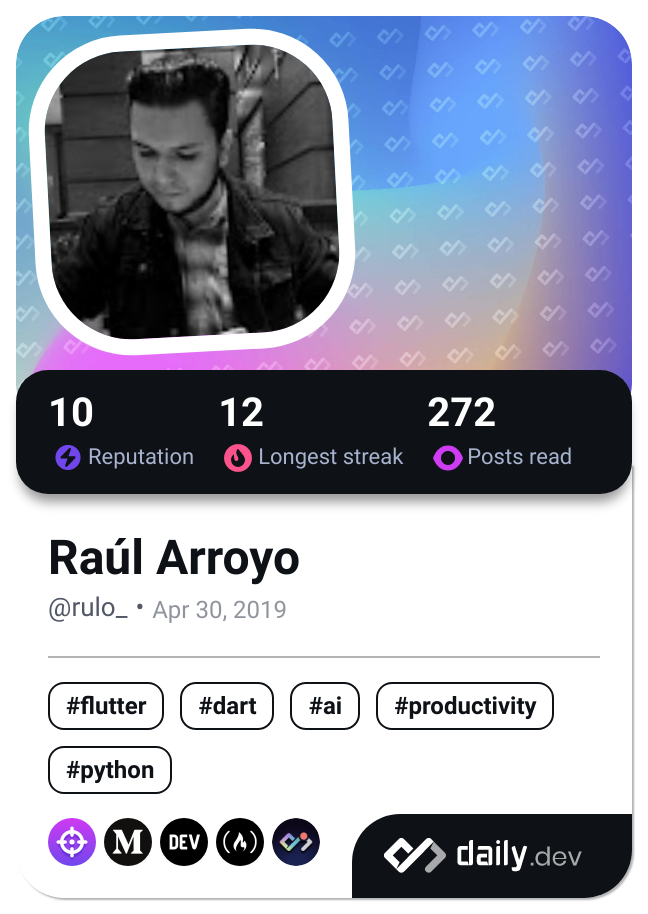 10 12 272
Reputation Longest streak Posts read
Raúl Arroyo
@rulo_ • Apr 30, 2019
#flutter #dart #ai #productivity
#python
M DEV daily.dev